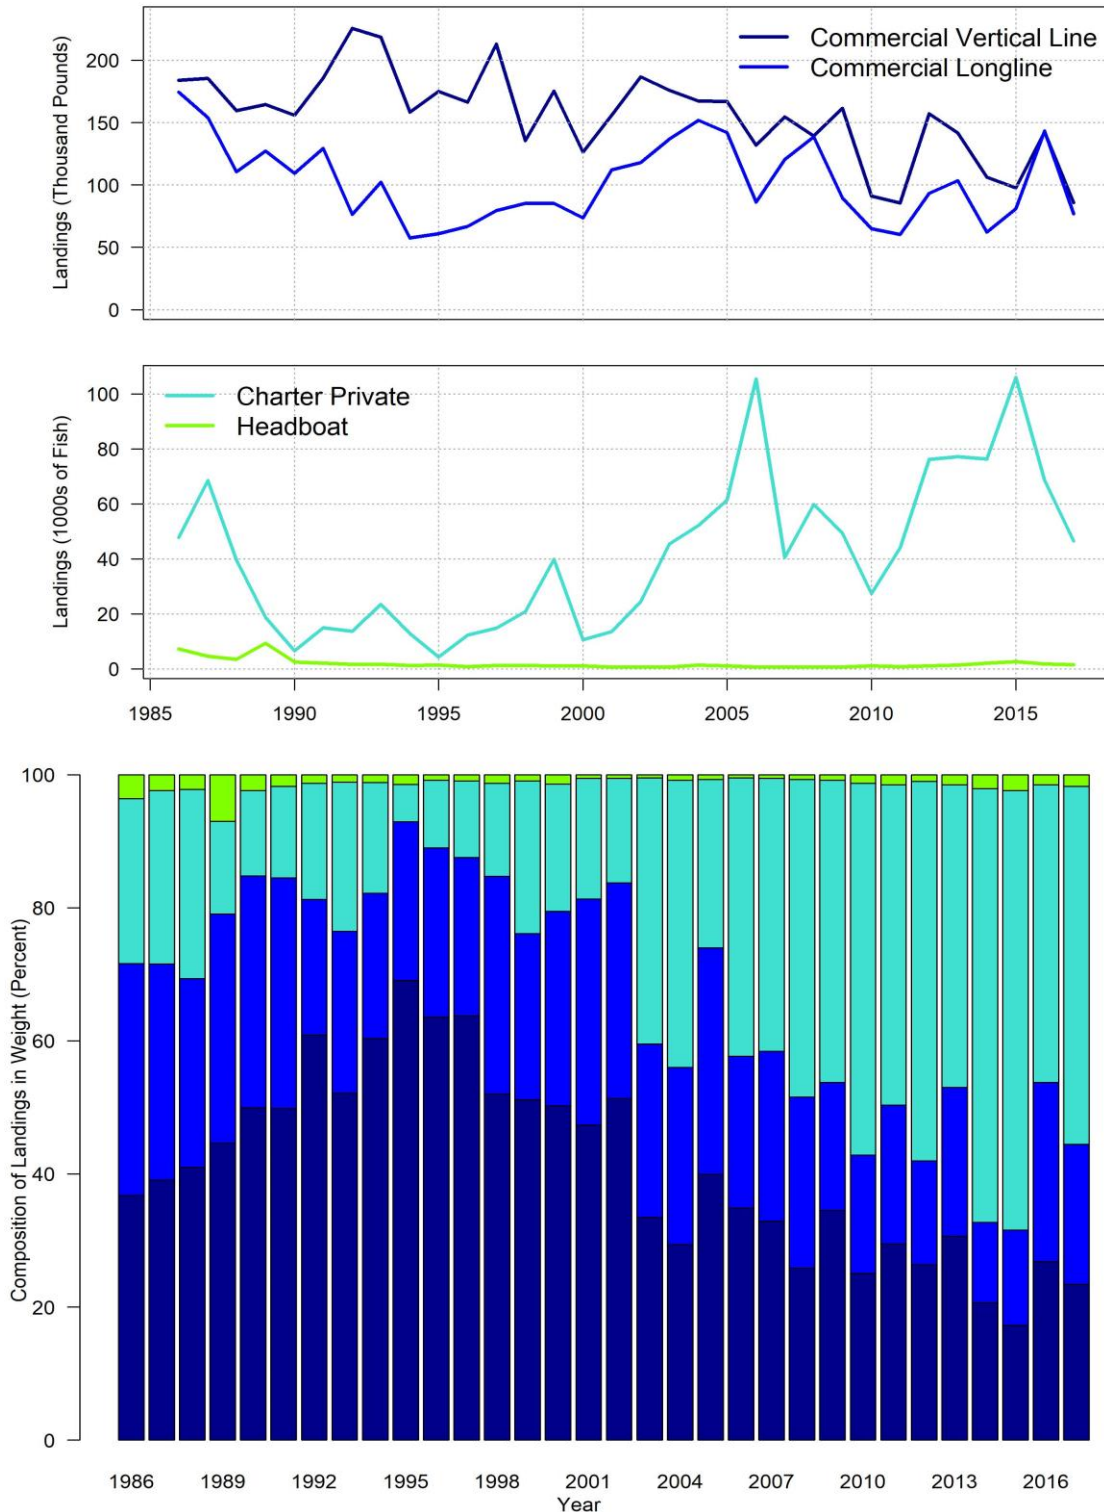 Landings (Thousand Pounds)
200
150
100
50
0
Commercial Vertical Line
Commercial Longline
Landings (1000s of Fish)
100
80
60
40
20
0
Charter Private
Headboat
1985 1990 1995 2000 2005 2010 2015
Composition of Landings in Weight (Percent)
100
80
60
40
20
0
1986 1989 1992 1995 1998 2001 2004 2007 2010 2013 2016
Year